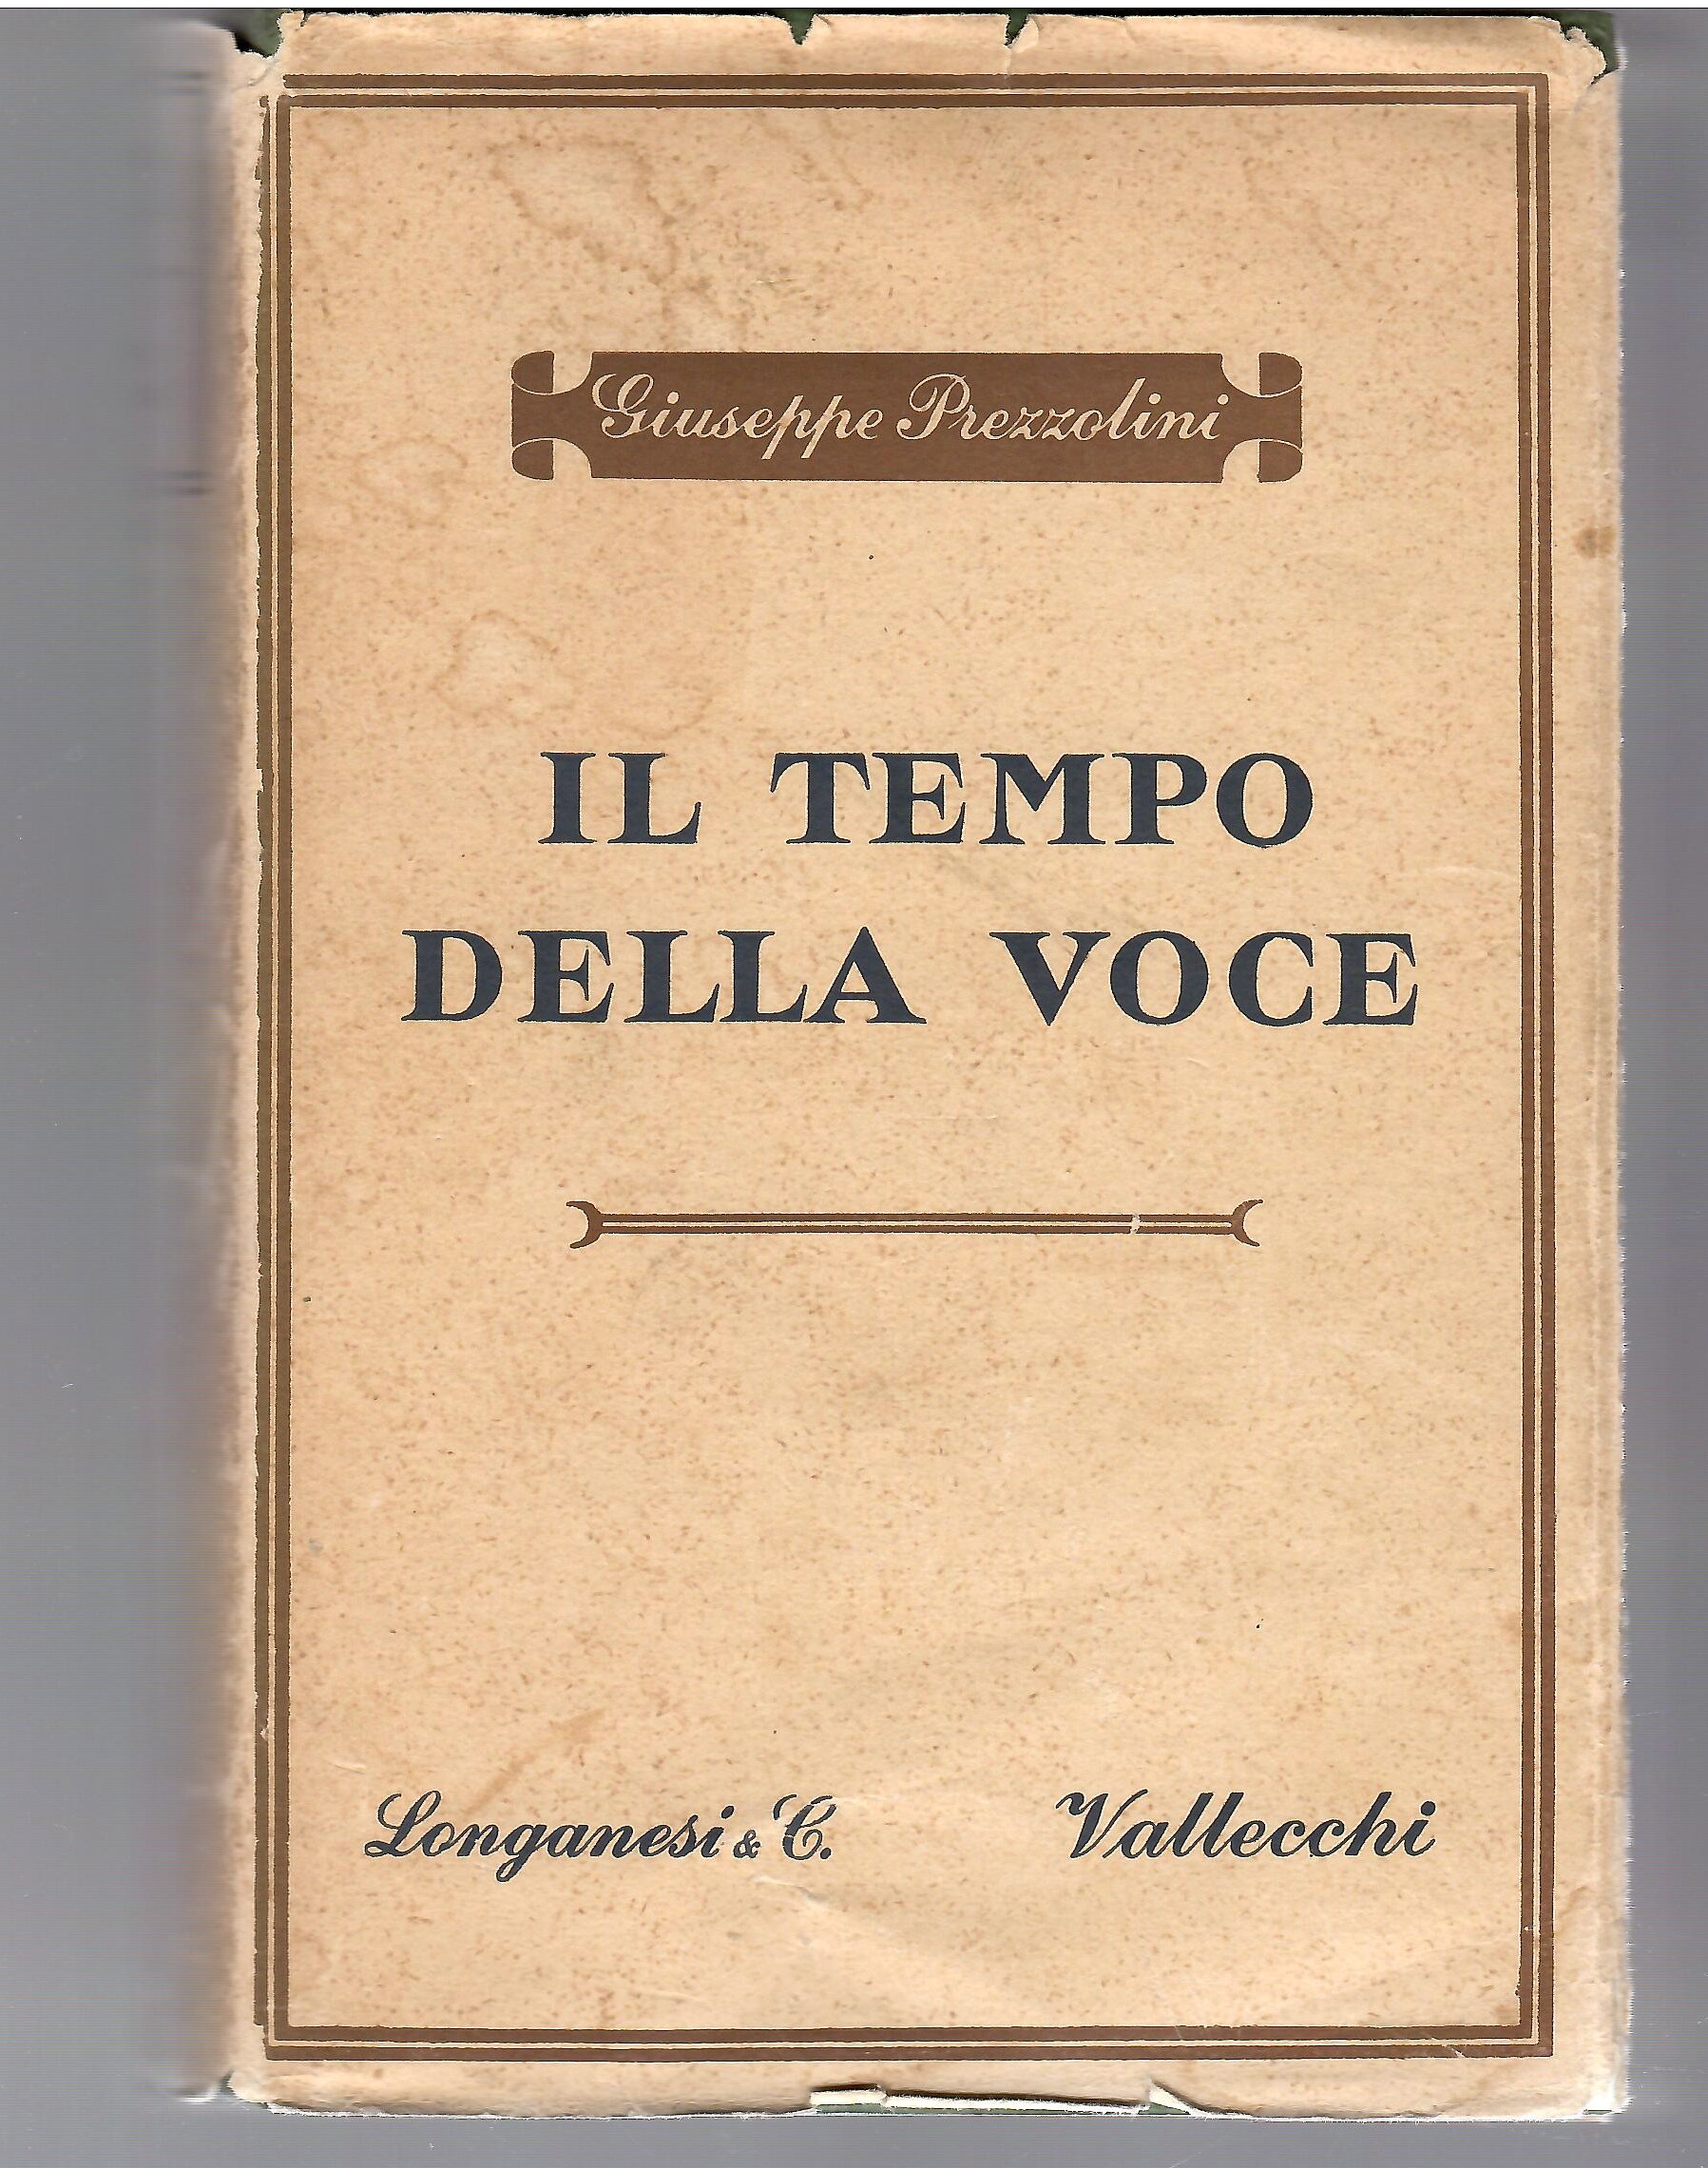 Giuseppe Prezzolini
IL TEMPO
DELLA VOCE
Longanesi & C. Vallecchi